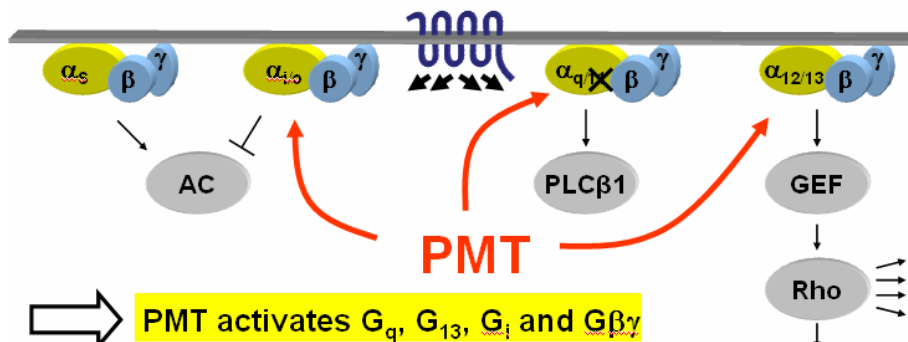 αs β γ αi/o β γ αq/11 β γ α12/13 β γ
AC PLCβ1 GEF
PMT
Rho
PMT activates Gq, G13, Gi and Gβγ